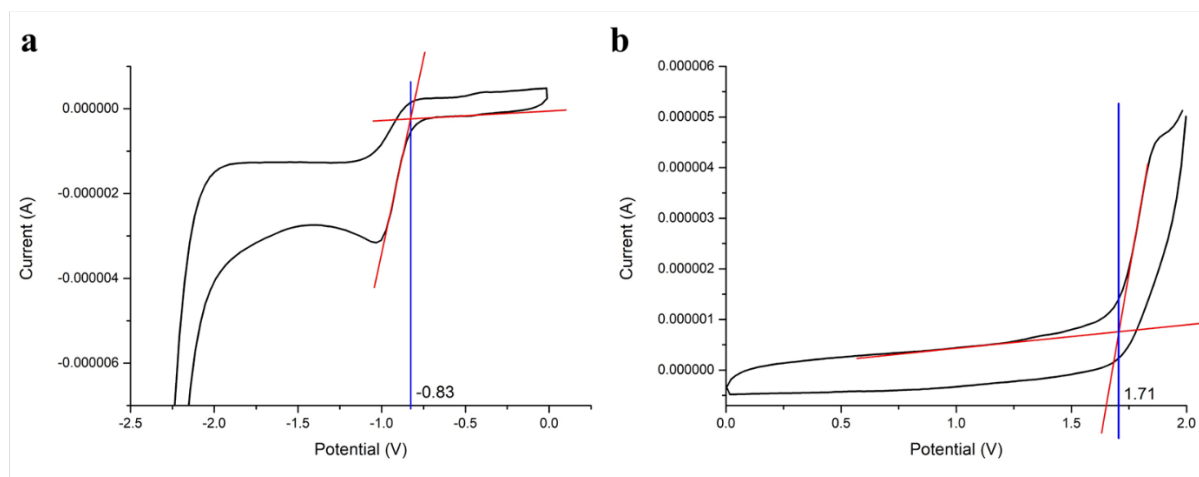 a
0.000000
-0.000002
-0.000004
-0.000006
Current (A)
-2.5 -2.0 -1.5 -1.0 -0.5 0.0
Potential (V)
-0.83
b
0.000006
0.000005
0.000004
0.000003
0.000002
0.000001
0.000000
Current (A)
0.0 0.5 1.0 1.5 2.0
Potential (V)
1.71